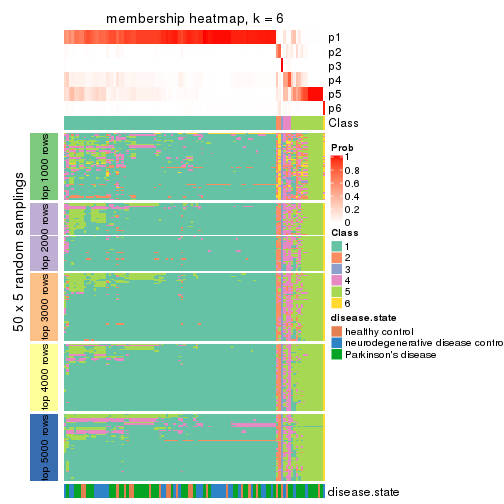 membership heatmap, k = 6
p1
p2
p3
p4
p5
p6
Class
50 x 5 random samplings
top 1000 rows
top 2000 rows
top 3000 rows
top 4000 rows
top 5000 rows
disease.state
Prob
1
0.8
0.6
0.4
0.2
0
Class
1
2
3
4
5
6
disease.state
healthy control
neurodegenerative disease contro
Parkinson's disease